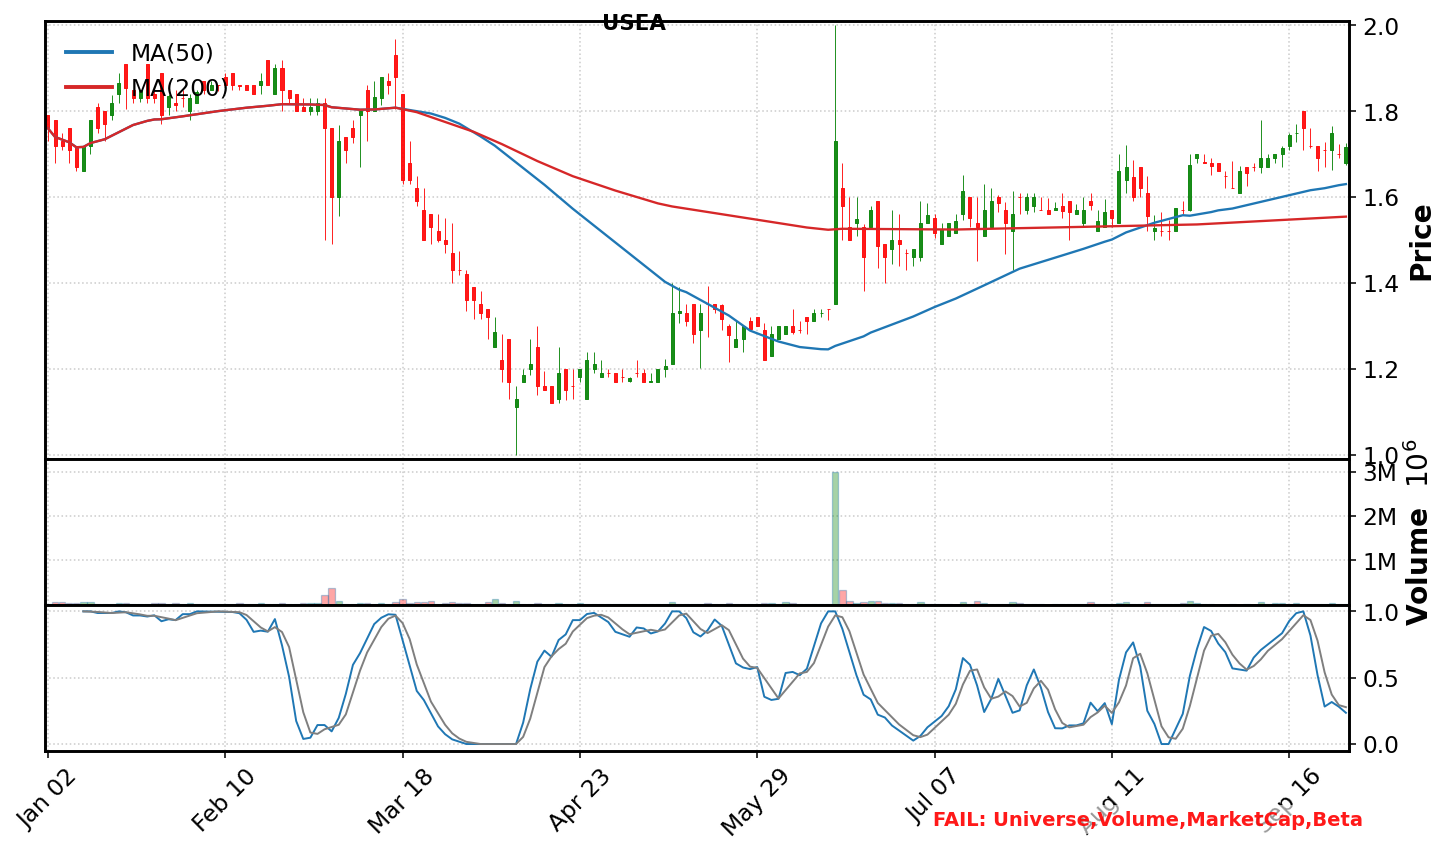 USEA
MA(50)
MA(200)
2.0
1.8
1.6
1.4
1.2
1.0
Price
3M
2M
1M
Volume 10^6
1.0
0.5
0.0
Jan 02
Feb 10
Mar 18
Apr 23
May 29
Jul 07
Aug 11
Sep 16
FAIL: Universe,Volume,MarketCap,Beta